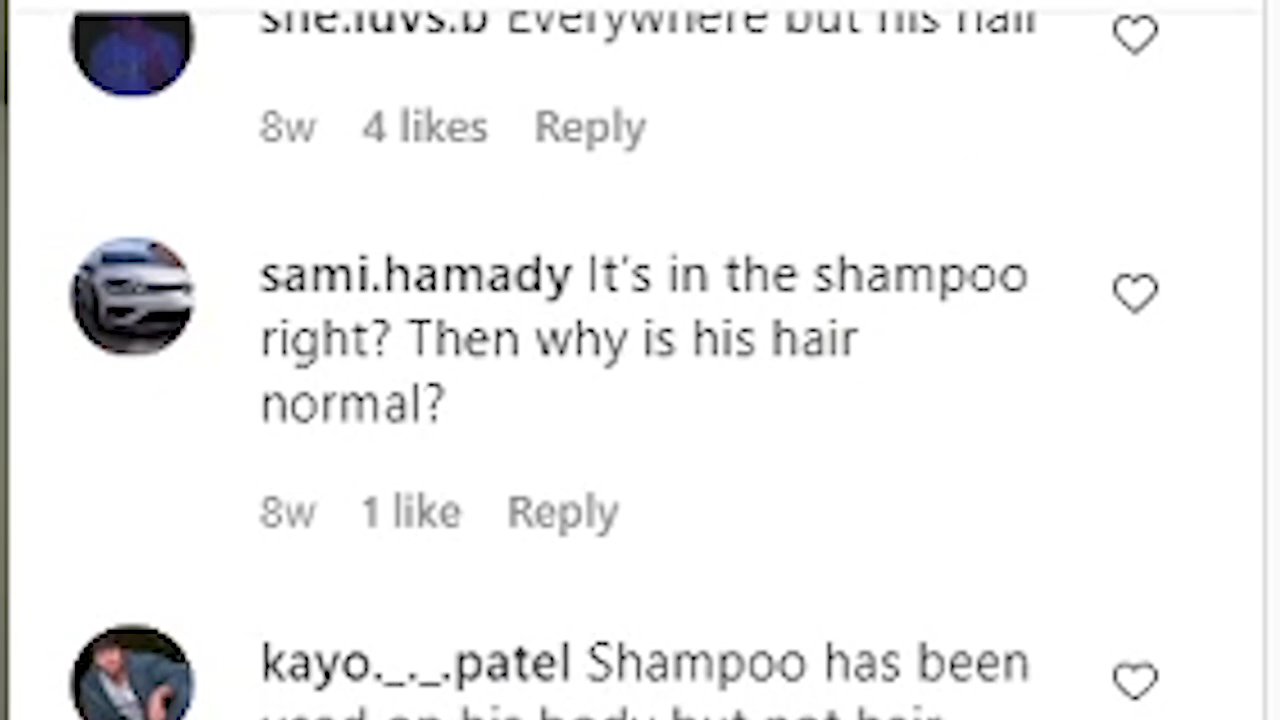 she.luvs.b Everywhere but his hair
8w 4 likes Reply
sami.hamady It's in the shampoo
right? Then why is his hair
normal?
8w 1 like Reply
kayo._._.patel Shampoo has been
used on his body but not hair